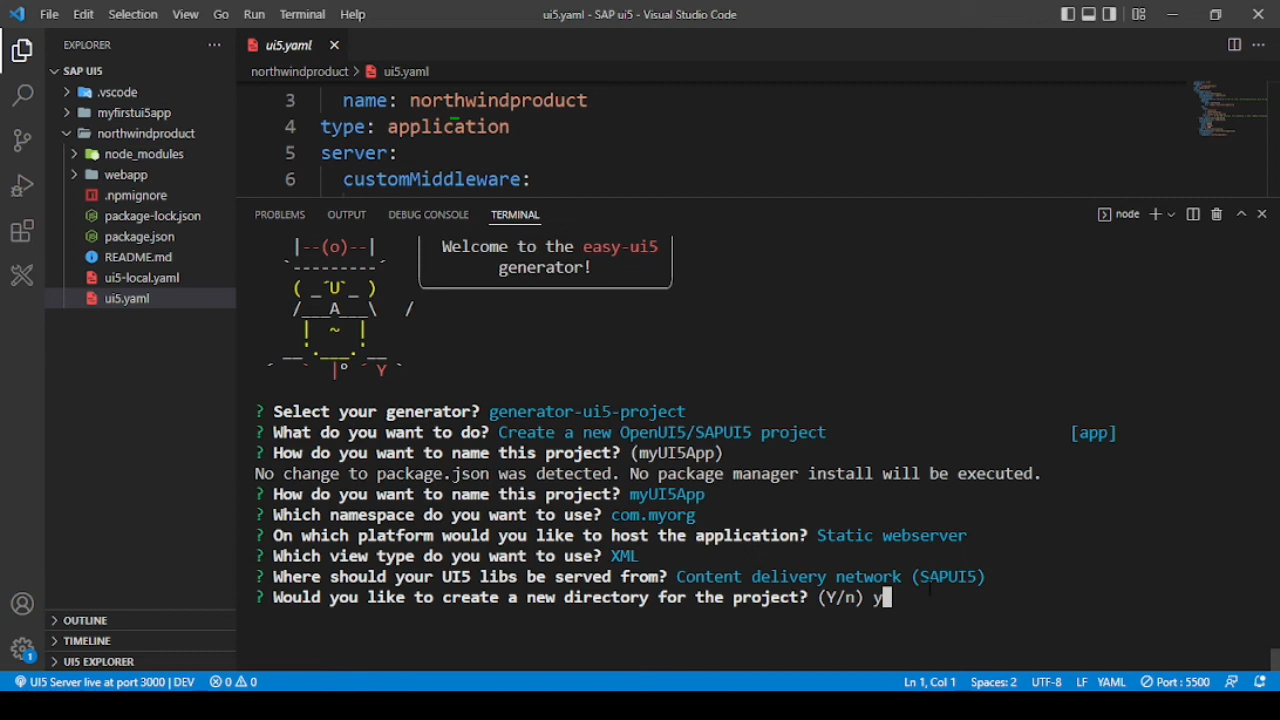 File Edit Selection View Go Run Terminal Help
ui5.yaml - SAP ui5 - Visual Studio Code
EXPLORER
SAP UI5
.vscode
myfirstui5app
northwindproduct
node_modules
webapp
.npmignore
package-lock.json
package.json
README.md
ui5-local.yaml
ui5.yaml
OUTLINE
TIMELINE
UI5 EXPLORER
ui5.yaml
northwindproduct > ui5.yaml
3 name: northwindproduct
4 type: application
5 server:
6 customMiddleware:
PROBLEMS OUTPUT DEBUG CONSOLE TERMINAL
node
|--(o)--| │ Welcome to the easy-ui5 │
`---------´ │ generator! │
( _´U`_ )
/___A___\ /
| ~ |
__'.___.'__
´ ` |° ´ Y `
? Select your generator? generator-ui5-project
? What do you want to do? Create a new OpenUI5/SAPUI5 project [app]
? How do you want to name this project? (myUI5App)
No change to package.json was detected. No package manager install will be executed.
? How do you want to name this project? myUI5App
? Which namespace do you want to use? com.myorg
? On which platform would you like to host the application? Static webserver
? Which view type do you want to use? XML
? Where should your UI5 libs be served from? Content delivery network (SAPUI5)
? Would you like to create a new directory for the project? (Y/n) y
1
UI5 Server live at port 3000 | DEV 0 0 Ln 1, Col 1 Spaces: 2 UTF-8 LF YAML Port : 5500